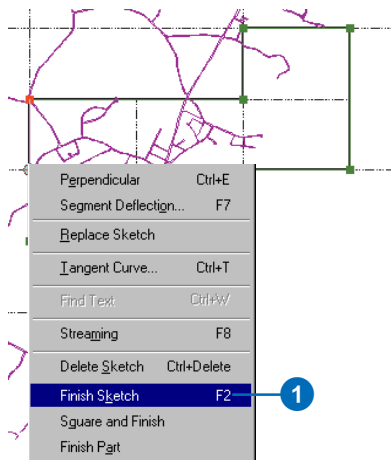 Perpendicular Ctrl+E
Segment Deflection... F7
Replace Sketch
Tangent Curve... Ctrl+T
Find Text Ctrl+W
Streaming F8
Delete Sketch Ctrl+Delete
Finish Sketch F2 1
Square and Finish
Finish Part